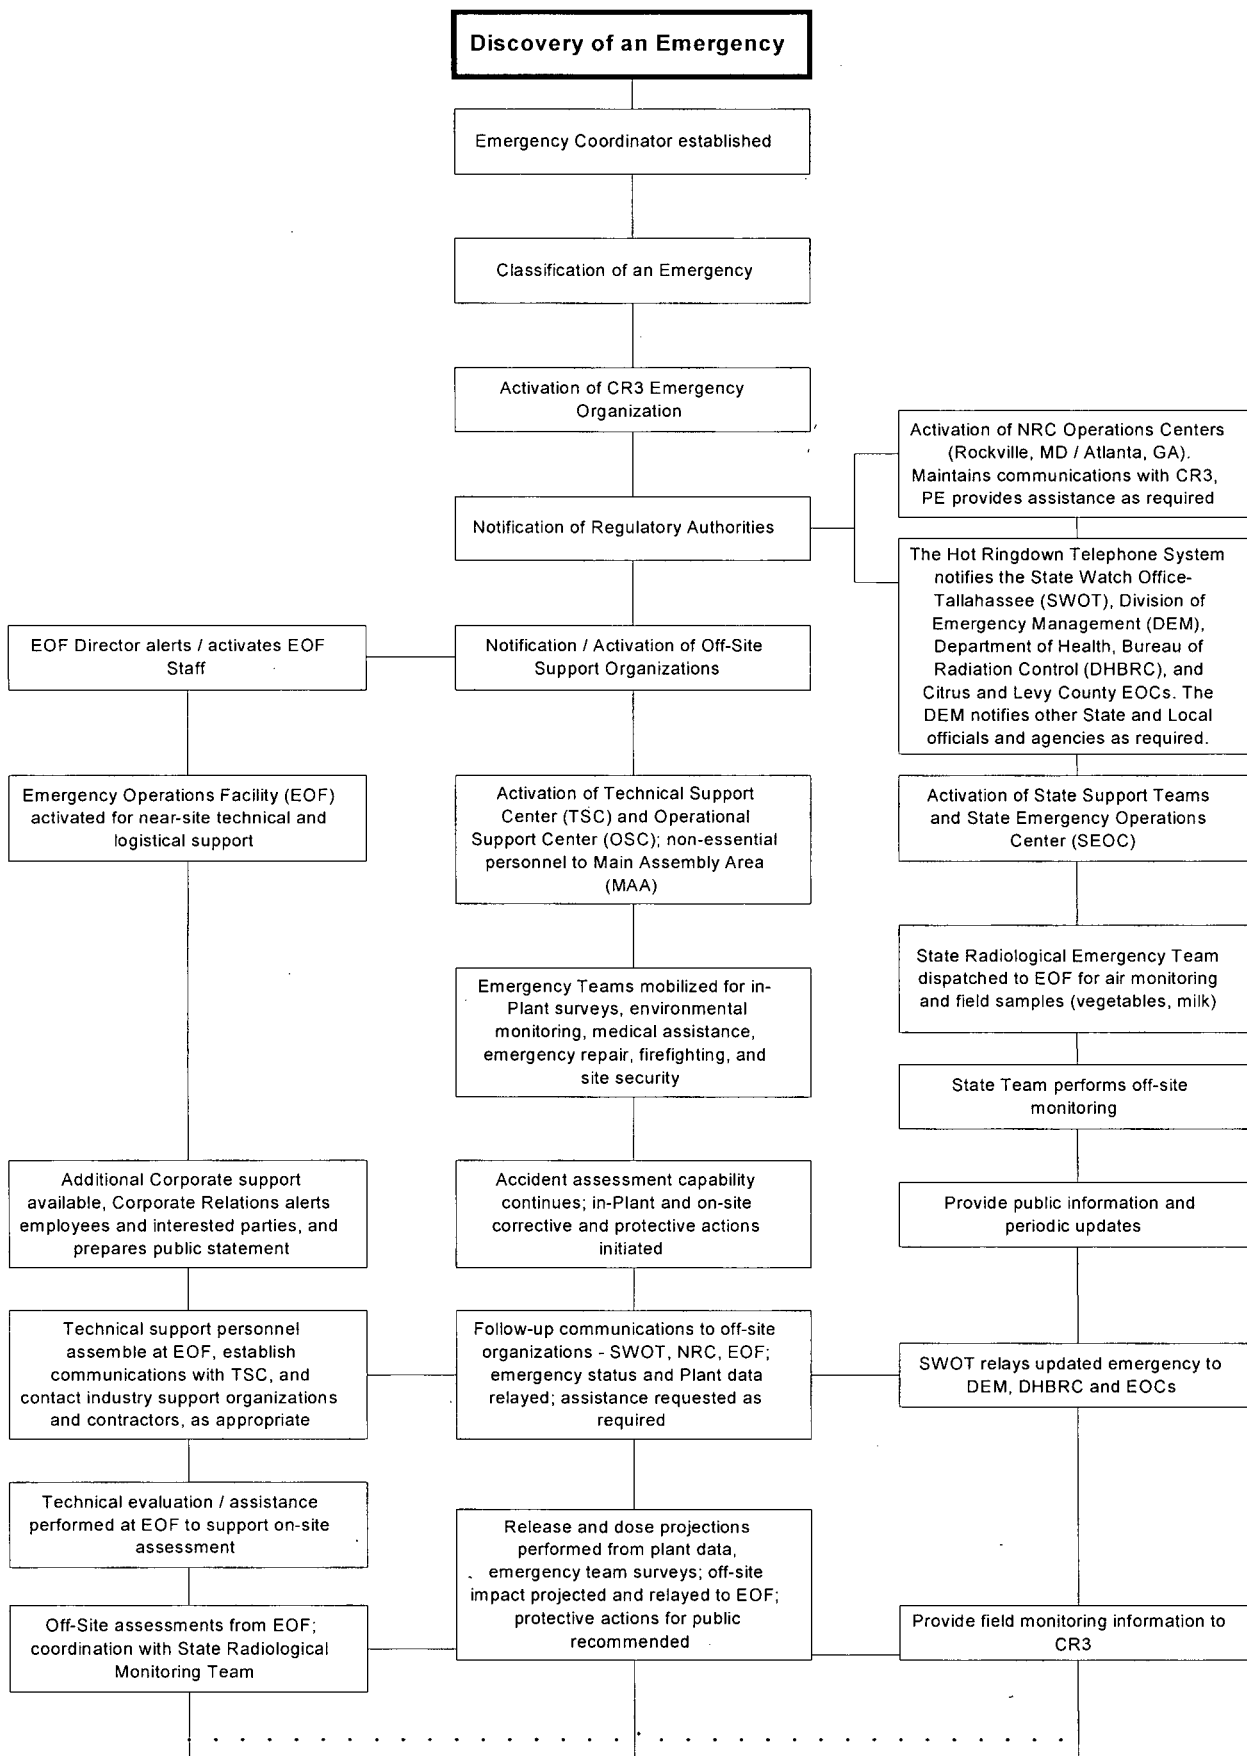 Discovery of an Emergency
Emergency Coordinator established
Classification of an Emergency
Activation of CR3 Emergency
Organization
Activation of NRC Operations Centers
(Rockville, MD / Atlanta, GA).
Maintains communications with CR3,
PE provides assistance as required
Notification of Regulatory Authorities
The Hot Ringdown Telephone System
notifies the State Watch Office-
Tallahassee (SWOT), Division of
Emergency Management (DEM),
Department of Health, Bureau of
Radiation Control (DHBRC), and
Citrus and Levy County EOCs. The
DEM notifies other State and Local
officials and agencies as required.
EOF Director alerts / activates EOF
Staff
Notification / Activation of Off-Site
Support Organizations
Emergency Operations Facility (EOF)
activated for near-site technical and
logistical support
Activation of Technical Support
Center (TSC) and Operational
Support Center (OSC); non-essential
personnel to Main Assembly Area
(MAA)
Activation of State Support Teams
and State Emergency Operations
Center (SEOC)
State Radiological Emergency Team
dispatched to EOF for air monitoring
and field samples (vegetables, milk)
Emergency Teams mobilized for in-
Plant surveys, environmental
monitoring, medical assistance,
emergency repair, firefighting, and
site security
State Team performs off-site
monitoring
Additional Corporate support
available, Corporate Relations alerts
employees and interested parties, and
prepares public statement
Accident assessment capability
continues; in-Plant and on-site
corrective and protective actions
initiated
Provide public information and
periodic updates
Technical support personnel
assemble at EOF, establish
communications with TSC, and
contact industry support organizations
and contractors, as appropriate
Follow-up communications to off-site
organizations - SWOT, NRC, EOF;
emergency status and Plant data
relayed; assistance requested as
required
SWOT relays updated emergency to
DEM, DHBRC and EOCs
Technical evaluation / assistance
performed at EOF to support on-site
assessment
Release and dose projections
performed from plant data,
emergency team surveys; off-site
impact projected and relayed to EOF;
protective actions for public
recommended
Off-Site assessments from EOF;
coordination with State Radiological
Monitoring Team
Provide field monitoring information to
CR3